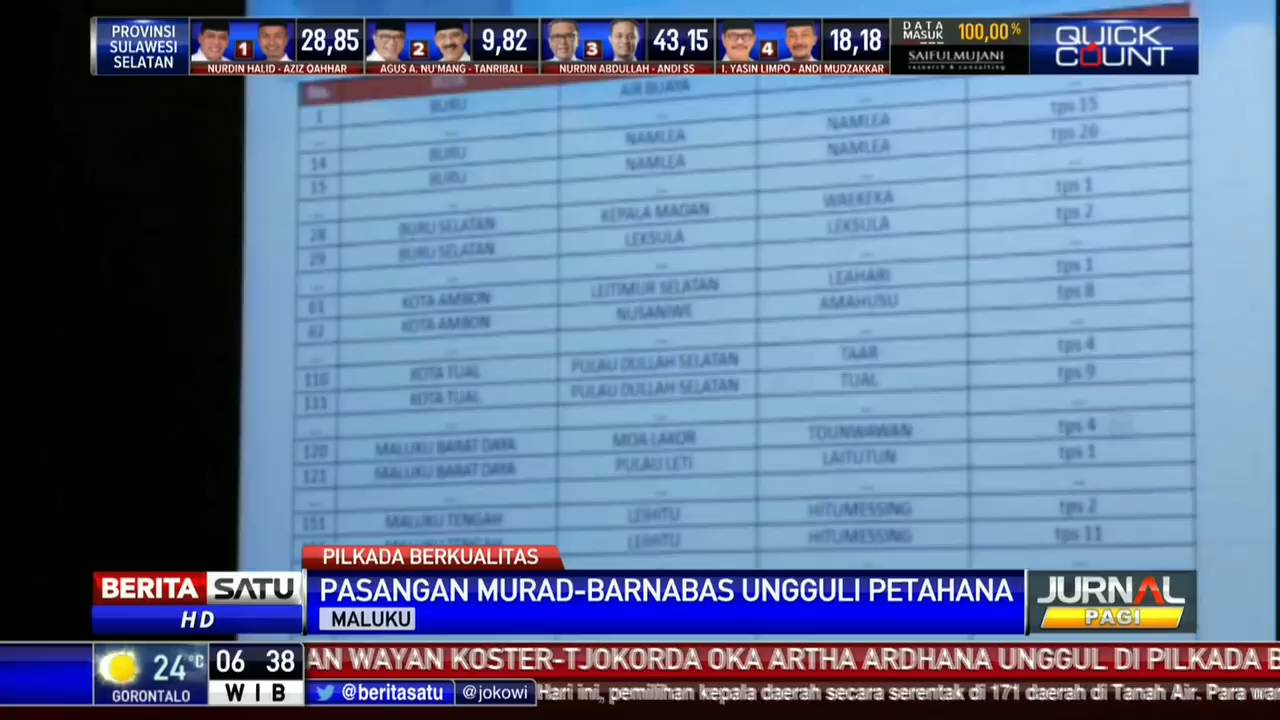 PROVINSI SULAWESI SELATAN
1 28,85 NURDIN HALID - AZIZ QAHHAR
2 9,82 AGUS A. NU'MANG - TANRIBALI
3 43,15 NURDIN ABDULLAH - ANDI SS
4 18,18 I. YASIN LIMPO - ANDI MUDZAKKAR
DATA MASUK 100,00%
SAIFULMUJANI
research & consulting
QUICK COUNT
No.
1 BURU AIR BUAYA
... ... ... tps 15
14 BURU NAMLEA NAMLEA tps 26
15 BURU NAMLEA NAMLEA ...
... ... ... tps 1
28 BURU SELATAN KEPALA MADAN WAEKEKA tps 2
29 BURU SELATAN LEKSULA LEKSULA ...
... ... ... tps 1
61 KOTA AMBON LEITIMUR SELATAN LEAHARI tps 8
62 KOTA AMBON NUSANIWE AMAHUSU ...
... ... ... tps 4
110 KOTA TUAL PULAU DULLAH SELATAN TAAR tps 9
111 KOTA TUAL PULAU DULLAH SELATAN TUAL ...
... ... ... tps 4
120 MALUKU BARAT DAYA MOA LAKOR TOUNWAWAN tps 1
121 MALUKU BARAT DAYA PULAU LETI LAITUTUN ...
... ... ... tps 2
151 MALUKU TENGAH LEIHITU HITUMESSING tps 11
MALUKU TENGAH LEIHITU HITUMESSING
PILKADA BERKUALITAS
BERITA SATU HD
PASANGAN MURAD-BARNABAS UNGGULI PETAHANA
MALUKU
JURNAL PAGI
24°C GORONTALO
06 38 WIB
AN WAYAN KOSTER-TJOKORDA OKA ARTHA ARDHANA UNGGUL DI PILKADA B
@beritasatu @jokowi Hari ini, pemilihan kepala daerah secara serentak di 171 daerah di Tanah Air. Para war